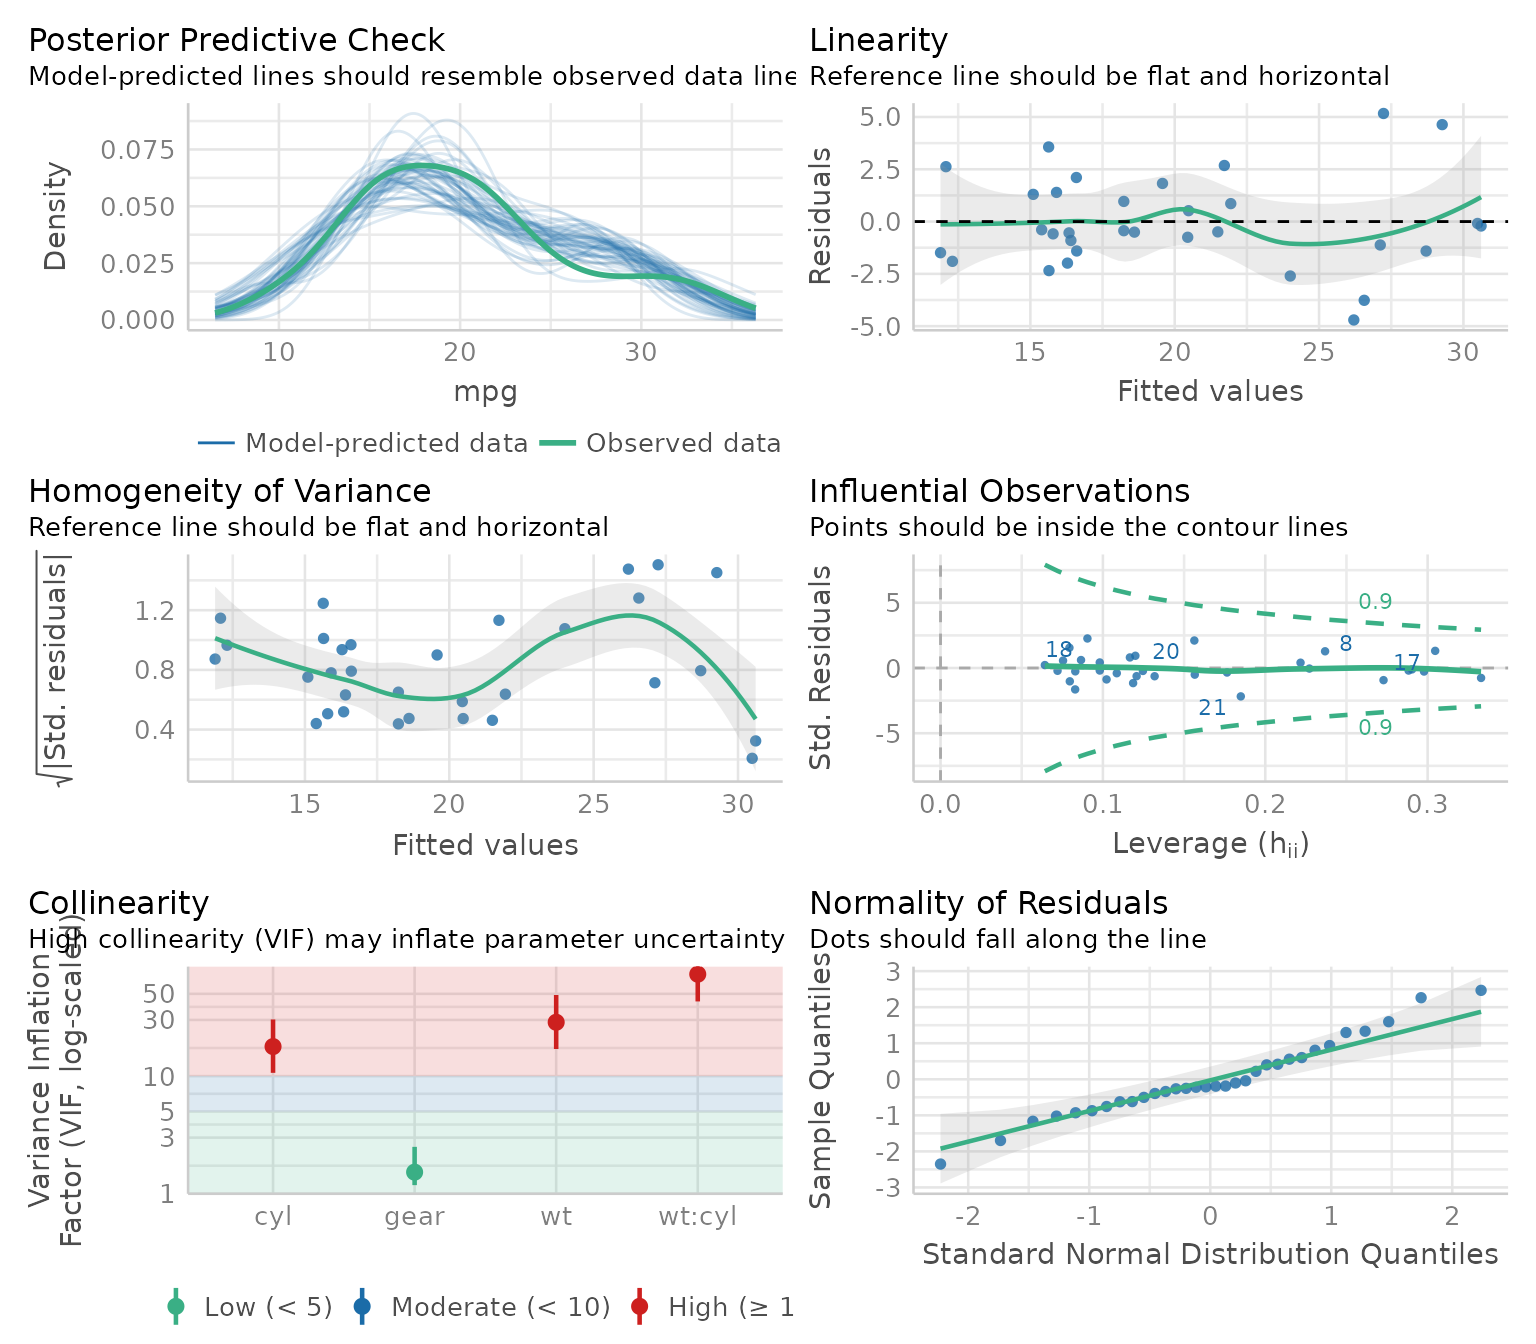 Posterior Predictive Check
Model-predicted lines should resemble observed data line
Density
0.075
0.050
0.025
0.000
10 20 30
mpg
Model-predicted data Observed data
Linearity
Reference line should be flat and horizontal
Residuals
5.0
2.5
0.0
-2.5
-5.0
15 20 25 30
Fitted values
Homogeneity of Variance
Reference line should be flat and horizontal
√|Std. residuals|
1.2
0.8
0.4
15 20 25 30
Fitted values
Influential Observations
Points should be inside the contour lines
Std. Residuals
5
0
-5
0.9
18 20 8 17
21
0.9
0.0 0.1 0.2 0.3
Leverage (hii)
Collinearity
High collinearity (VIF) may inflate parameter uncertainty
Variance Inflation
Factor (VIF, log-scaled)
50
30
10
5
3
1
cyl gear wt wt:cyl
Low (< 5) Moderate (< 10) High (≥ 1
Normality of Residuals
Dots should fall along the line
Sample Quantiles
3
2
1
0
-1
-2
-3
-2 -1 0 1 2
Standard Normal Distribution Quantiles